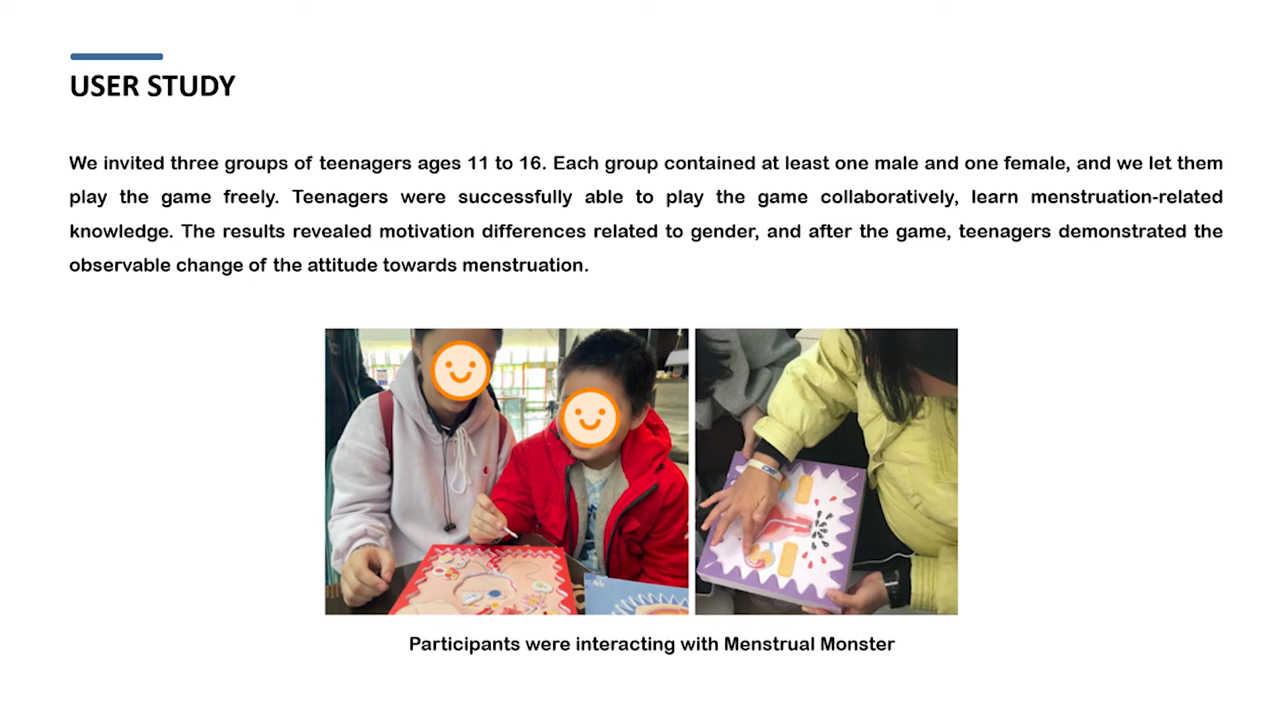 USER STUDY
We invited three groups of teenagers ages 11 to 16. Each group contained at least one male and one female, and we let them
play the game freely. Teenagers were successfully able to play the game collaboratively, learn menstruation-related
knowledge. The results revealed motivation differences related to gender, and after the game, teenagers demonstrated the
observable change of the attitude towards menstruation.
Participants were interacting with Menstrual Monster